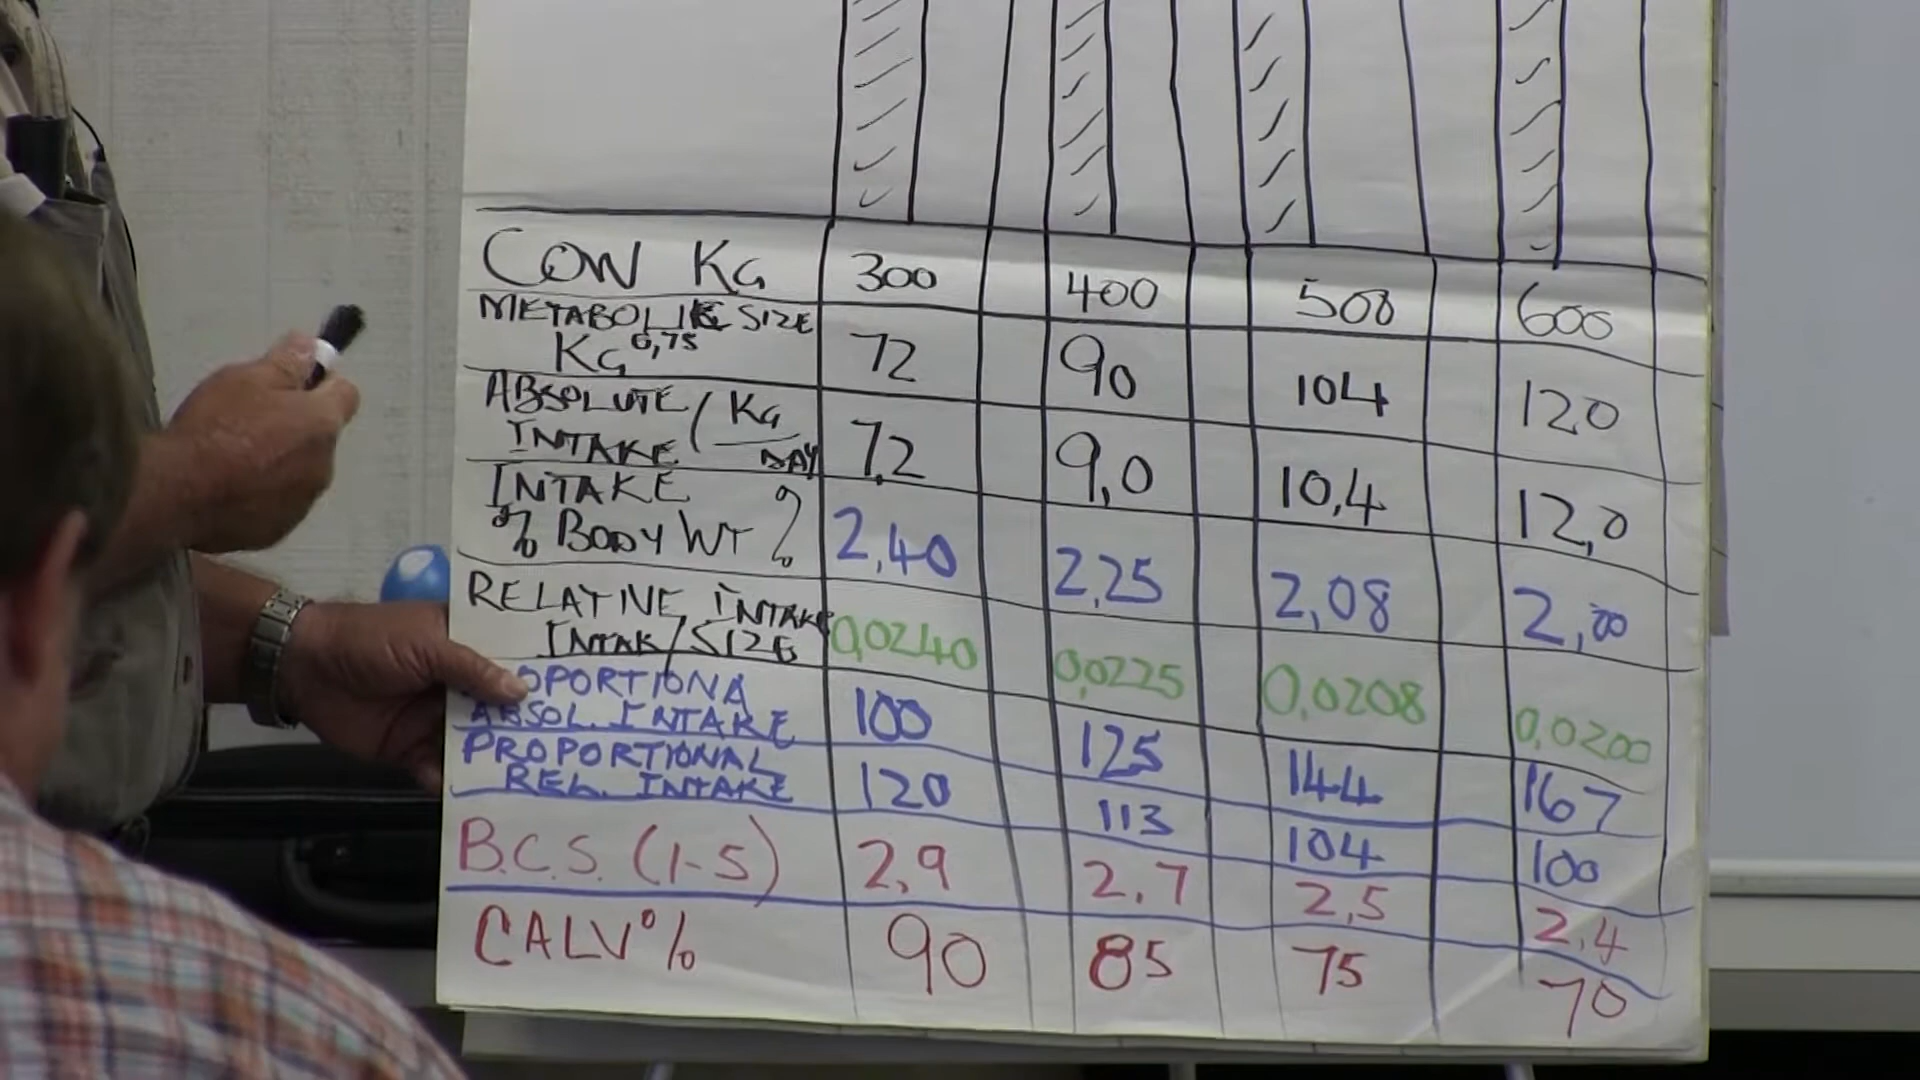 COW KG 300 400 500 600
METABOLIC SIZE
KG^0,75 72 90 104 120
ABSOLUTE
INTAKE (KG/DAY 7,2 9,0 10,4 12,0
INTAKE
% BODY WT % 2,40 2,25 2,08 2,00
RELATIVE INTAKE
INTAK/SIZE 0,0240 0,0225 0,0208 0,0200
OPORTIONA
ABSOL. INTAKE 100 125 144 167
PROPORTIONAL
REL. INTAKE 120 113 104 100
B.C.S. (1-5) 2,9 2,7 2,5 2,4
CALV% 90 85 75 70